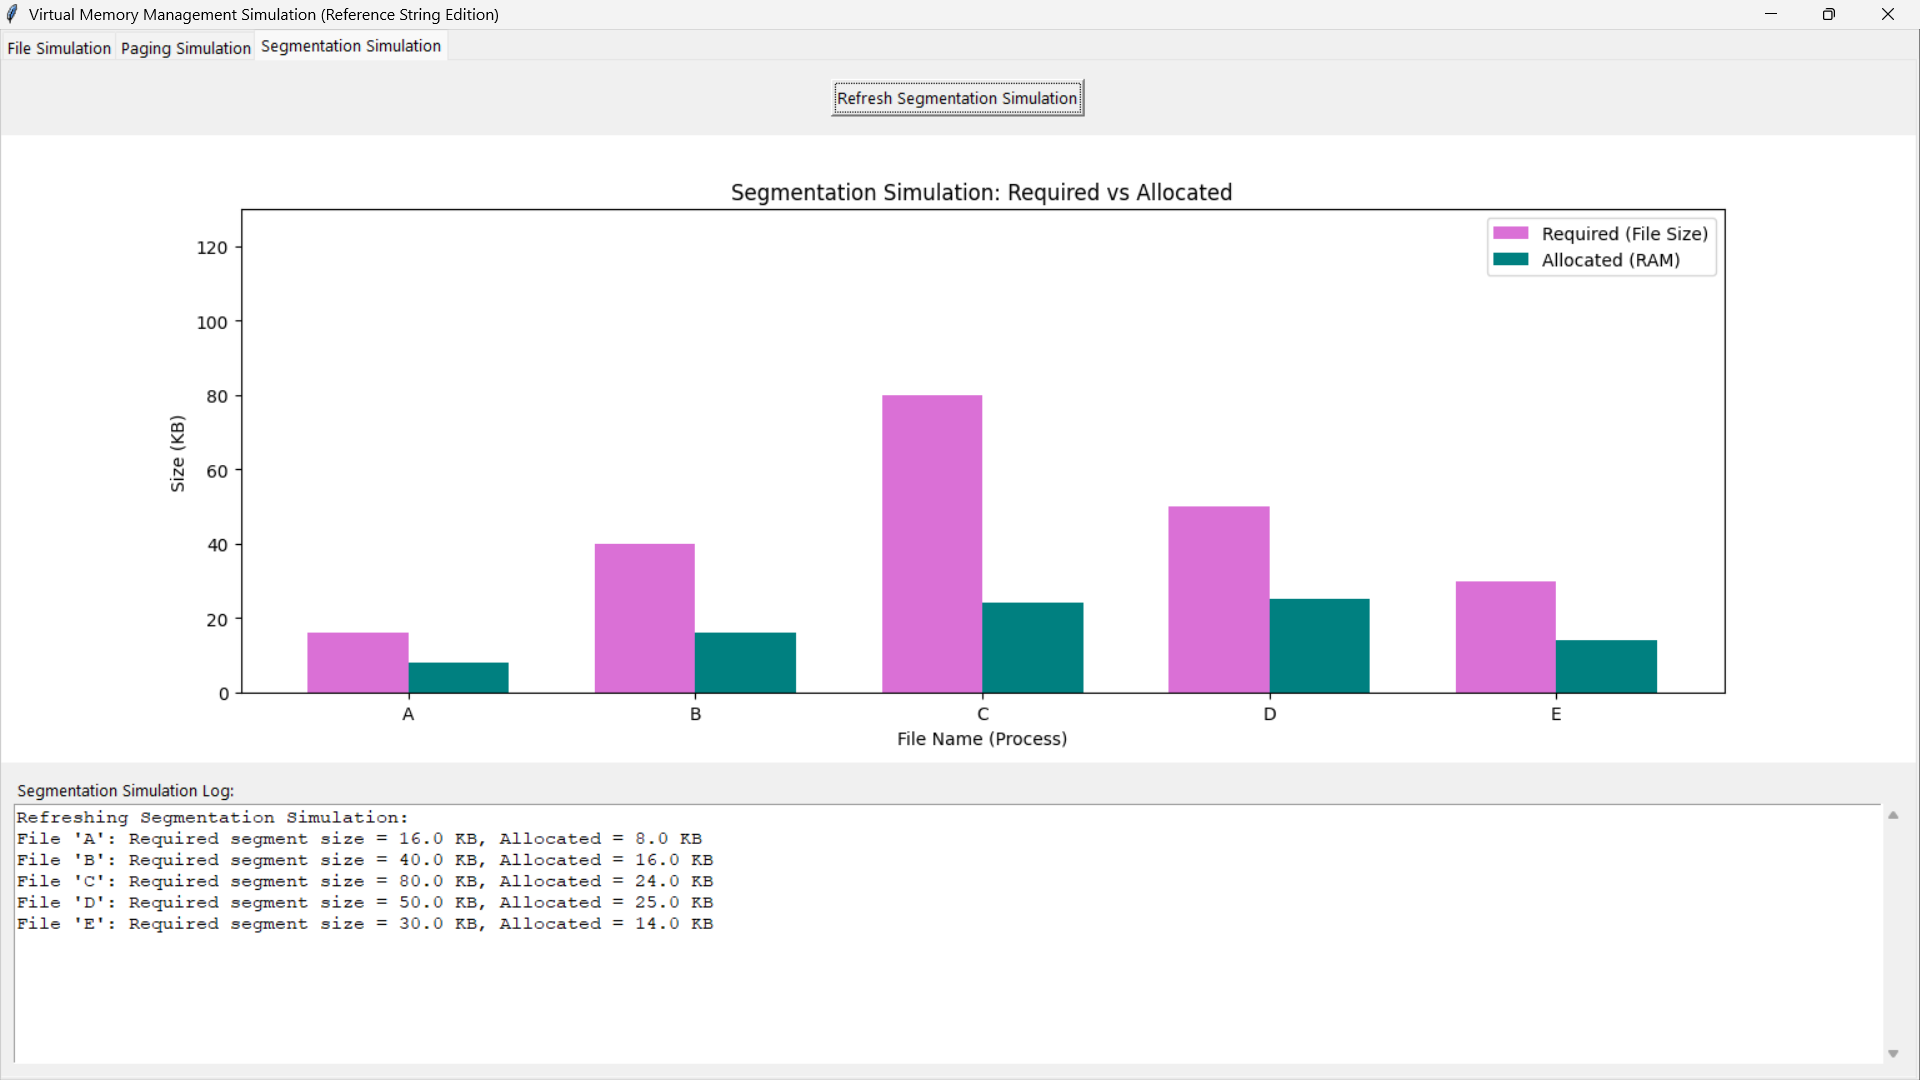 Virtual Memory Management Simulation (Reference String Edition)
File Simulation Paging Simulation Segmentation Simulation
Refresh Segmentation Simulation
Segmentation Simulation: Required vs Allocated
Required (File Size)
Allocated (RAM)
120
100
80
60
40
20
0
Size (KB)
A B C D E
File Name (Process)
Segmentation Simulation Log:
Refreshing Segmentation Simulation:
File 'A': Required segment size = 16.0 KB, Allocated = 8.0 KB
File 'B': Required segment size = 40.0 KB, Allocated = 16.0 KB
File 'C': Required segment size = 80.0 KB, Allocated = 24.0 KB
File 'D': Required segment size = 50.0 KB, Allocated = 25.0 KB
File 'E': Required segment size = 30.0 KB, Allocated = 14.0 KB